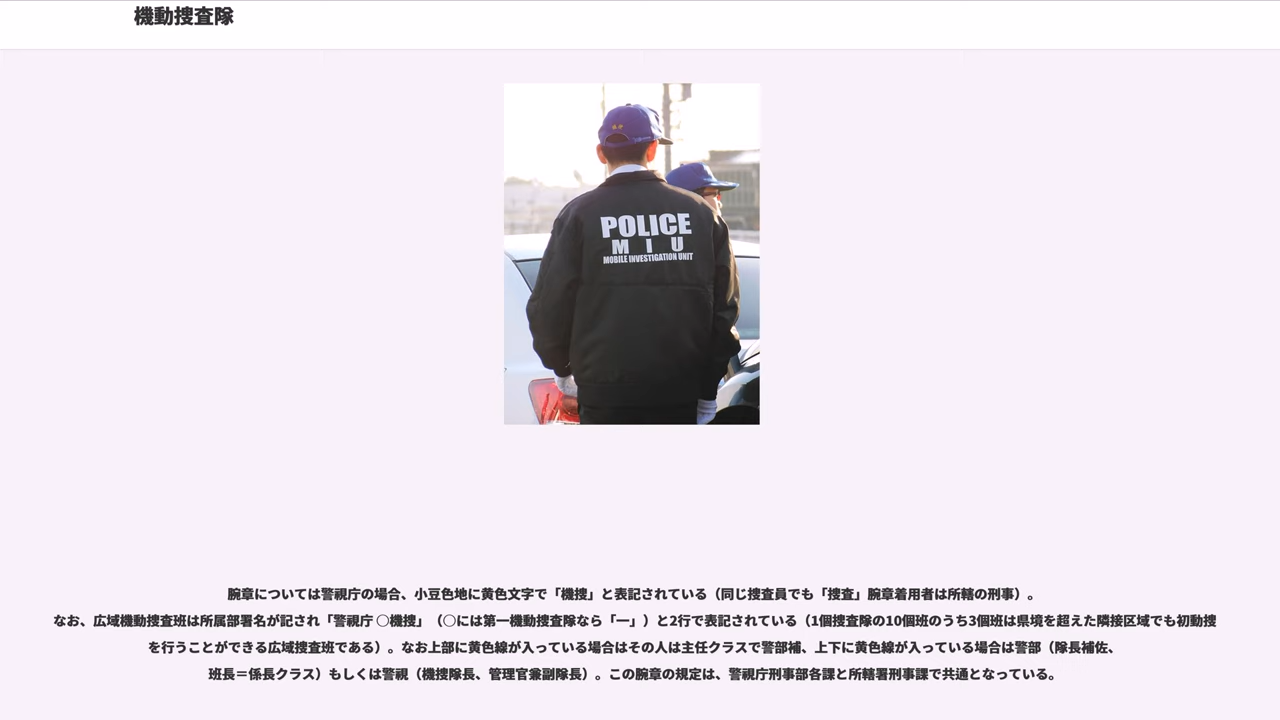 機動捜査隊
POLICE
M I U
MOBILE INVESTIGATION UNIT
腕章については警視庁の場合、小豆色地に黄色文字で「機捜」と表記されている（同じ捜査員でも「捜査」腕章着用者は所轄の刑事）。
なお、広域機動捜査班は所属部署名が記され「警視庁 〇機捜」（〇には第一機動捜査隊なら「一」）と2行で表記されている（1個捜査隊の10個班のうち3個班は県境を超えた隣接区域でも初動捜
を行うことができる広域捜査班である）。なお上部に黄色線が入っている場合はその人は主任クラスで警部補、上下に黄色線が入っている場合は警部（隊長補佐、
班長＝係長クラス）もしくは警視（機捜隊長、管理官兼副隊長）。この腕章の規定は、警視庁刑事部各課と所轄署刑事課で共通となっている。